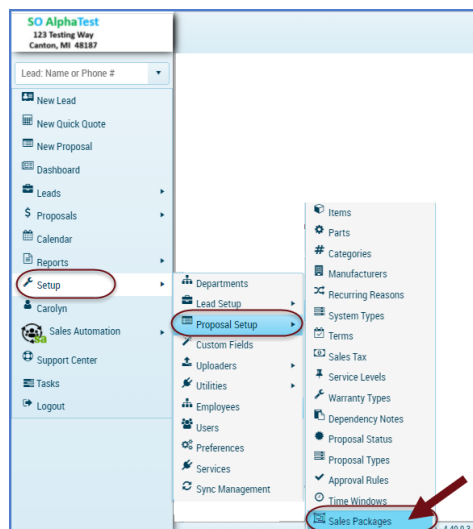 SO AlphaTest
123 Testing Way
Canton, MI 48187
Lead: Name or Phone #
New Lead
New Quick Quote
New Proposal
Dashboard
Leads
Proposals
Calendar
Reports
Setup
Carolyn
sa Sales Automation
Support Center
Tasks
Logout
Departments
Lead Setup
Proposal Setup
Custom Fields
Uploaders
Utilities
Employees
Users
Preferences
Services
Sync Management
Items
Parts
Categories
Manufacturers
Recurring Reasons
System Types
Terms
Sales Tax
Service Levels
Warranty Types
Dependency Notes
Proposal Status
Proposal Types
Approval Rules
Time Windows
Sales Packages